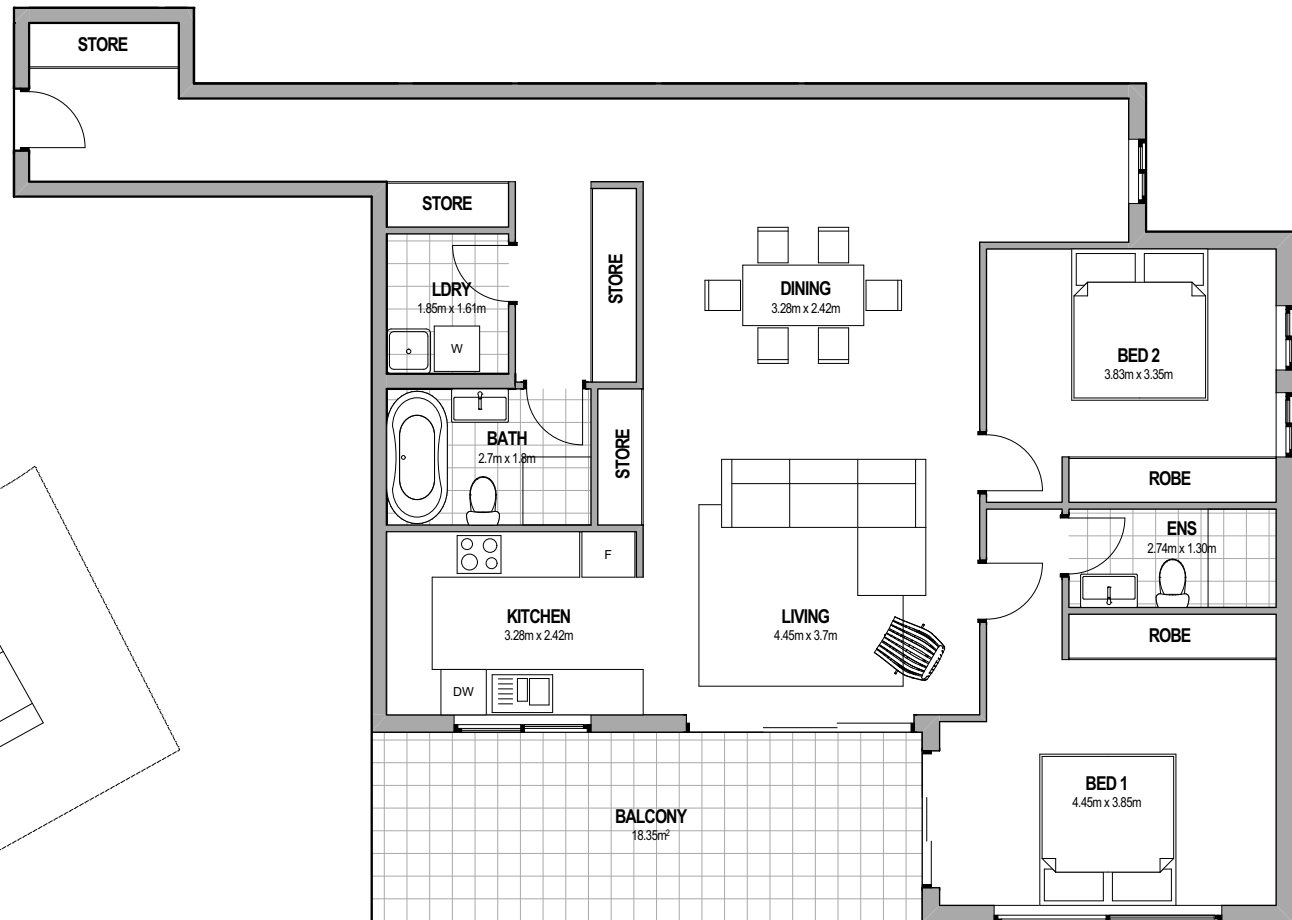 STORE
STORE
LDRY
1.85m x 1.61m
W
STORE
DINING
3.28m x 2.42m
BED 2
3.83m x 3.35m
BATH
2.7m x 1.8m
STORE
ROBE
ENS
2.74m x 1.30m
F
KITCHEN
3.28m x 2.42m
LIVING
4.45m x 3.7m
ROBE
DW
BED 1
4.45m x 3.85m
BALCONY
18.35m²